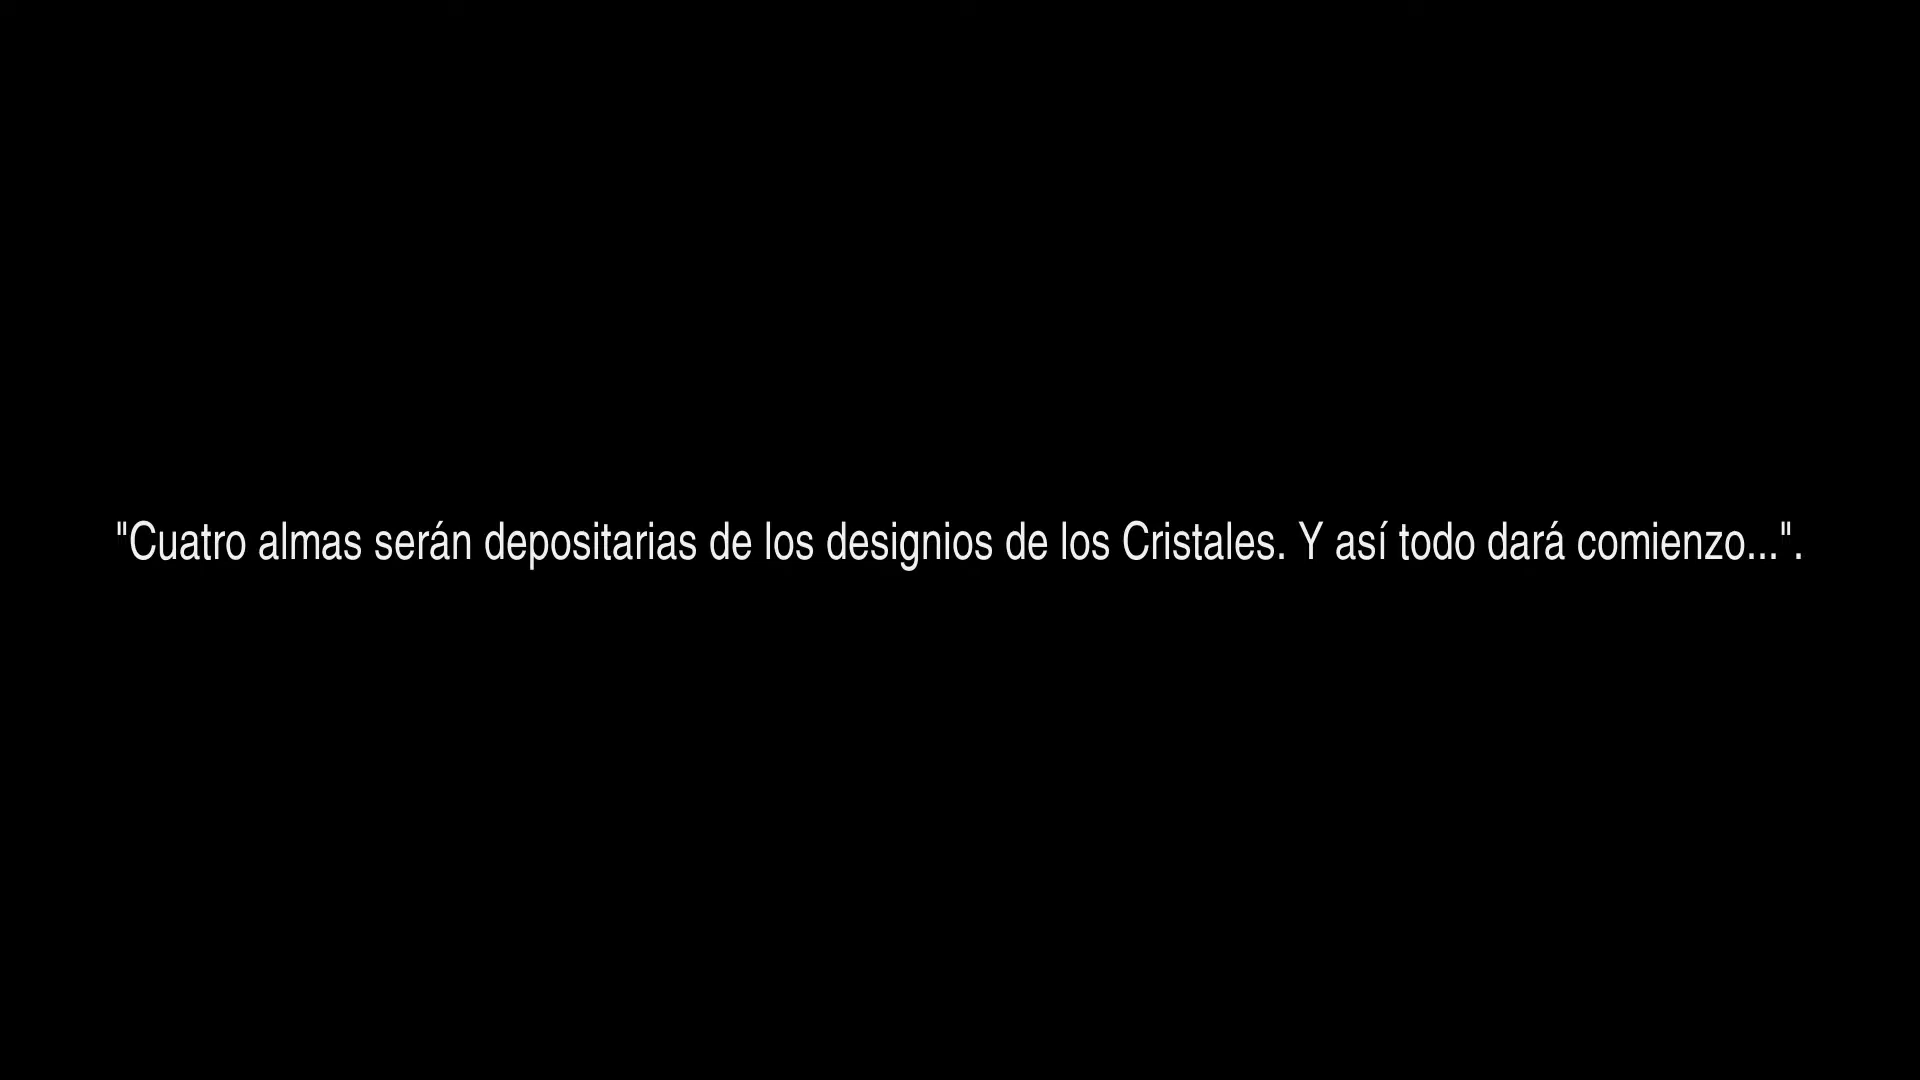 "Cuatro almas serán depositarias de los designios de los Cristales. Y así todo dará comienzo...".